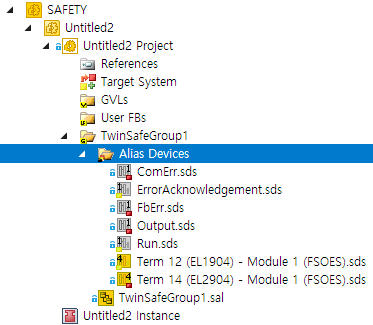 SAFETY
Untitled2
Untitled2 Project
References
Target System
GVLs
User FBs
TwinSafeGroup1
Alias Devices
ComErr.sds
ErrorAcknowledgement.sds
FbErr.sds
Output.sds
Run.sds
Term 12 (EL1904) - Module 1 (FSOES).sds
Term 14 (EL2904) - Module 1 (FSOES).sds
TwinSafeGroup1.sal
Untitled2 Instance